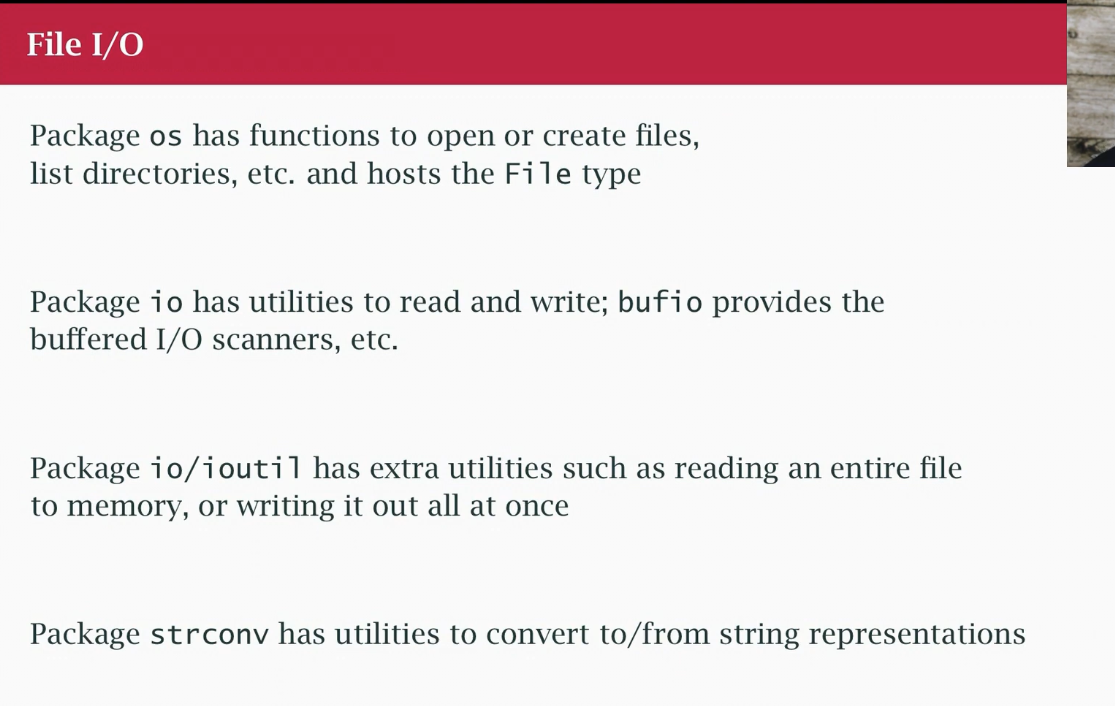 File I/O
Package os has functions to open or create files,
list directories, etc. and hosts the File type
Package io has utilities to read and write; bufio provides the
buffered I/O scanners, etc.
Package io/ioutil has extra utilities such as reading an entire file
to memory, or writing it out all at once
Package strconv has utilities to convert to/from string representations